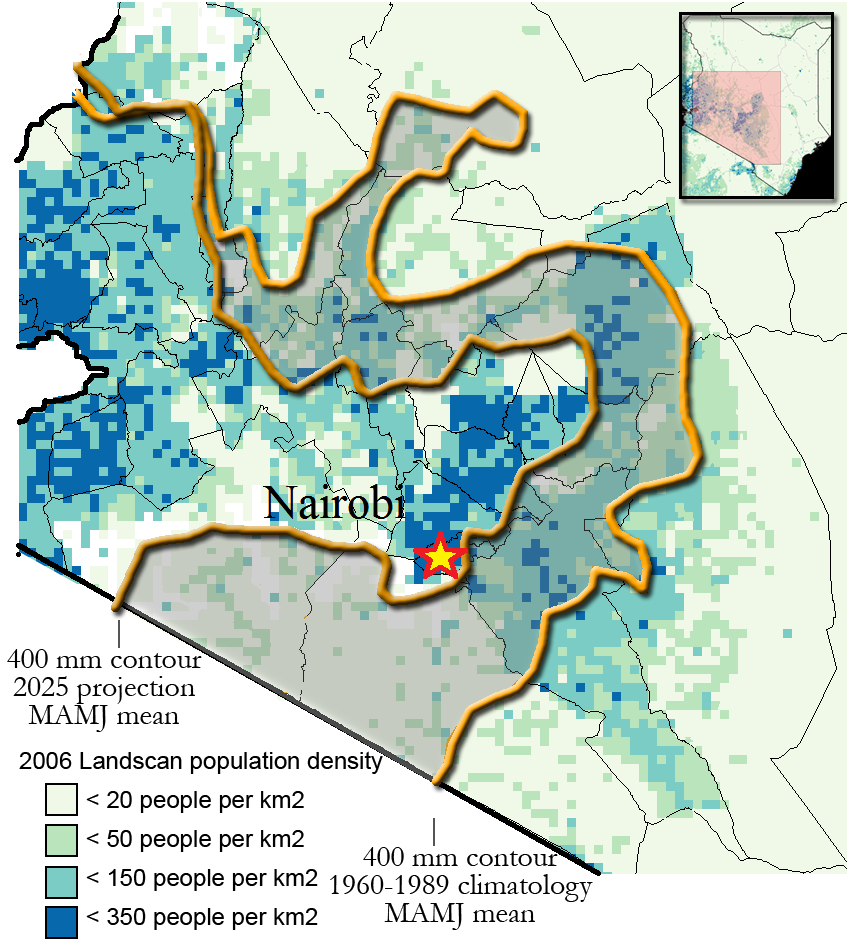 Nairobi
400 mm contour
2025 projection
MAMJ mean
2006 Landscan population density
< 20 people per km2
< 50 people per km2
< 150 people per km2
< 350 people per km2
400 mm contour
1960-1989 climatology
MAMJ mean